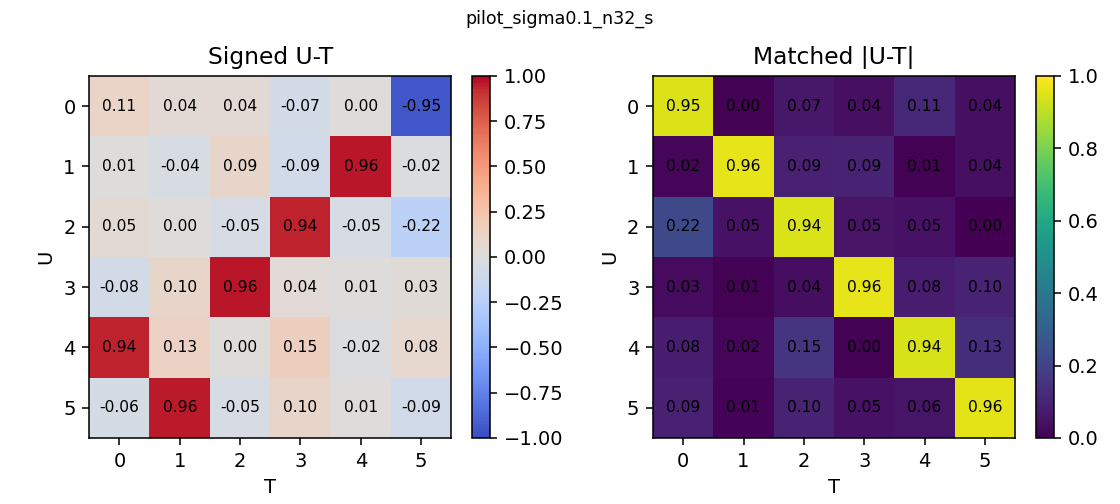 pilot_sigma0.1_n32_s
Signed U-T
Matched |U-T|
0 0.11 0.04 0.04 -0.07 0.00 -0.95
1 0.01 -0.04 0.09 -0.09 0.96 -0.02
2 0.05 0.00 -0.05 0.94 -0.05 -0.22
3 -0.08 0.10 0.96 0.04 0.01 0.03
4 0.94 0.13 0.00 0.15 -0.02 0.08
5 -0.06 0.96 -0.05 0.10 0.01 -0.09
0 1 2 3 4 5
T
U
1.00
0.75
0.50
0.25
0.00
−0.25
−0.50
−0.75
−1.00
0 0.95 0.00 0.07 0.04 0.11 0.04
1 0.02 0.96 0.09 0.09 0.01 0.04
2 0.22 0.05 0.94 0.05 0.05 0.00
3 0.03 0.01 0.04 0.96 0.08 0.10
4 0.08 0.02 0.15 0.00 0.94 0.13
5 0.09 0.01 0.10 0.05 0.06 0.96
0 1 2 3 4 5
T
U
1.0
0.8
0.6
0.4
0.2
0.0